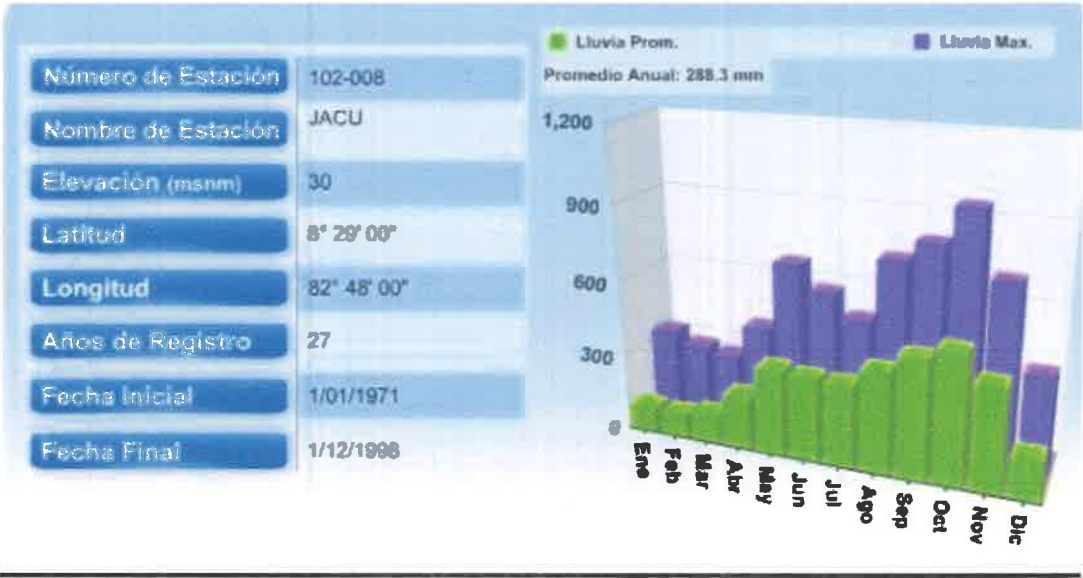 Número de Estación 102-008
Nombre de Estación JACU
Elevación (msnm) 30
Latitud 8° 29' 00"
Longitud 82° 48' 00"
Años de Registro 27
Fecha Inicial 1/01/1971
Fecha Final 1/12/1998
Lluvia Prom. Lluvia Max.
Promedio Anual: 288.3 mm
1,200
900
600
300
0
Ene Feb Mar Abr May Jun Jul Ago Sep Oct Nov Dic